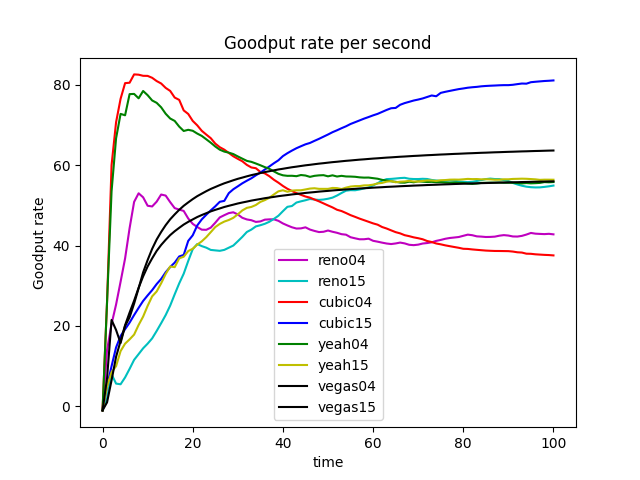 Goodput rate per second
Goodput rate
80
60
40
20
0
0 20 40 60 80 100
time
reno04
reno15
cubic04
cubic15
yeah04
yeah15
vegas04
vegas15